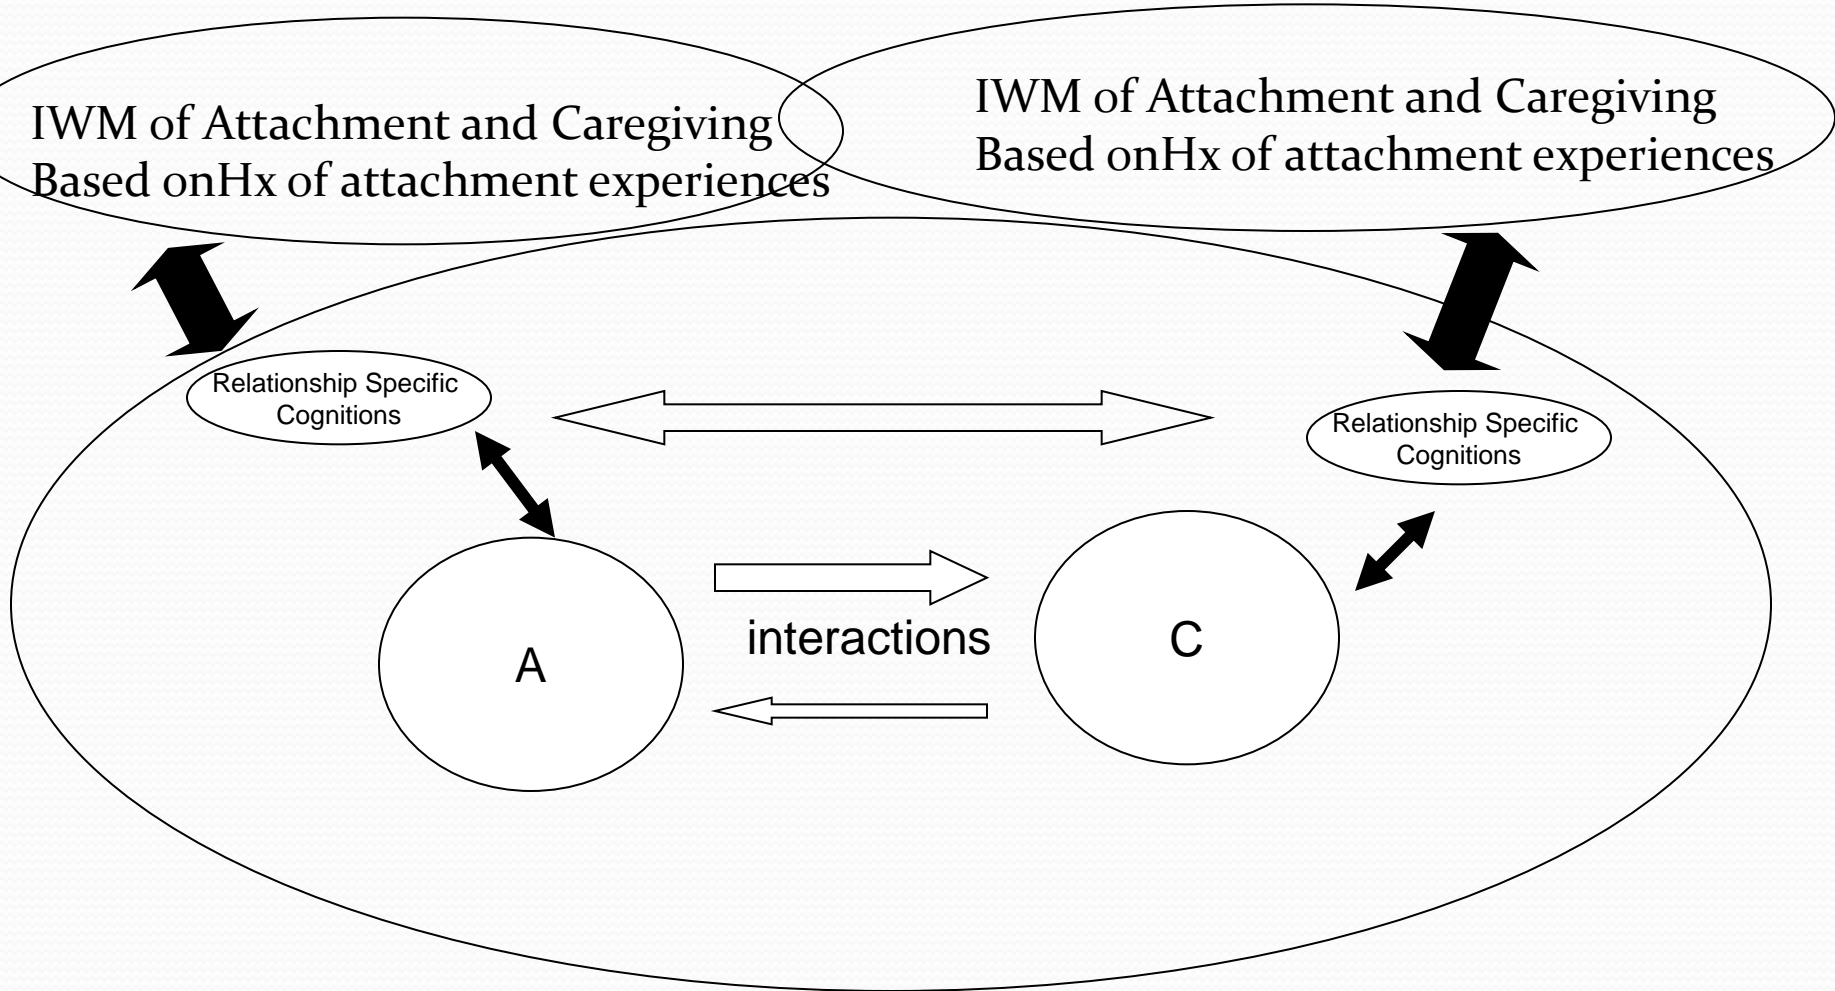 IWM of Attachment and Caregiving
Based onHx of attachment experiences
IWM of Attachment and Caregiving
Based onHx of attachment experiences
Relationship Specific
Cognitions
Relationship Specific
Cognitions
A
interactions
C